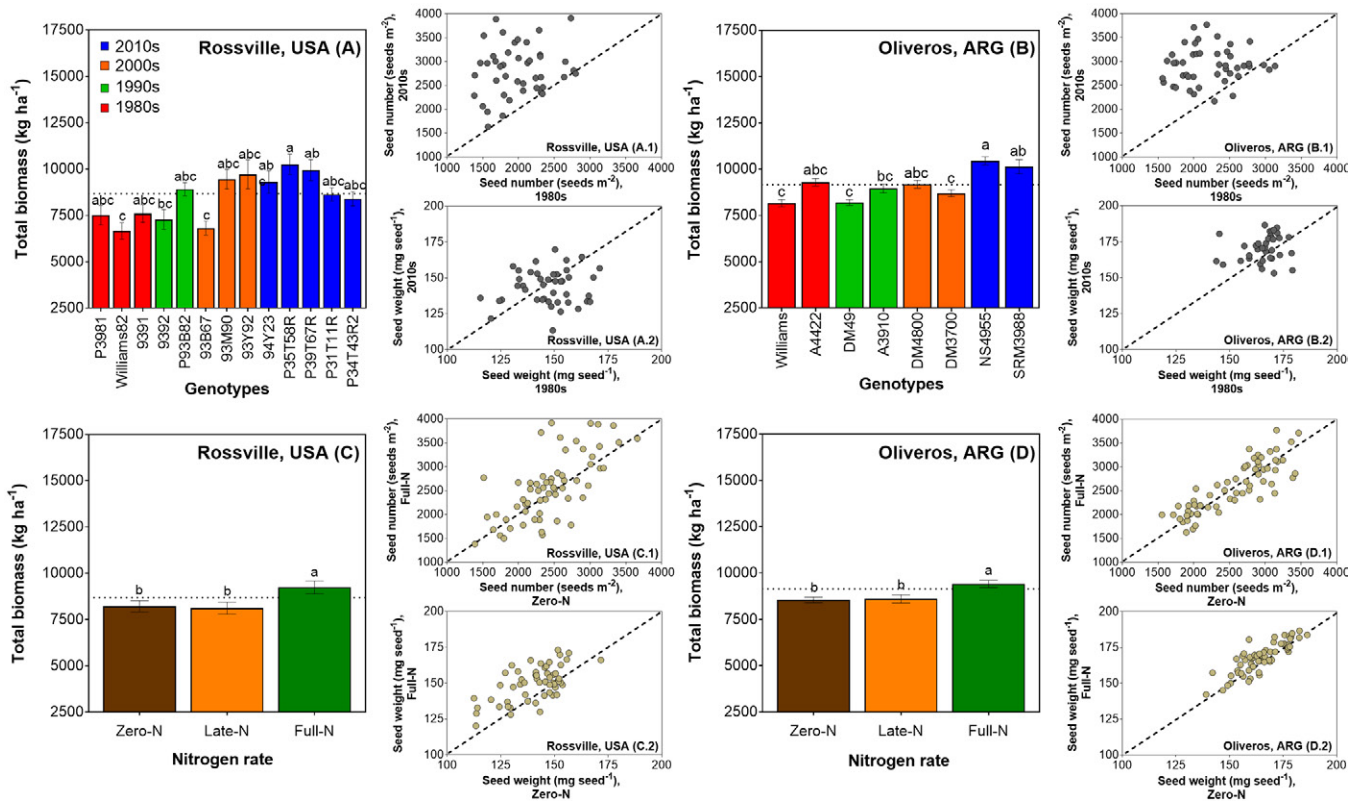 Rossville, USA (A)
2010s
2000s
1990s
1980s
Total biomass (kg ha⁻¹)
17500
15000
12500
10000
7500
5000
2500
abc
c
abc
bc
abc
c
abc
abc
abc
a
ab
abc
abc
P3981
Williams82
9391
9392
P93B82
93B67
93M90
93Y92
94Y23
P35T58R
P39T67R
P31T11R
P34T43R2
Genotypes
Seed number (seeds m⁻²),
2010s
4000
3500
3000
2500
2000
1500
1000
Rossville, USA (A.1)
1000 1500 2000 2500 3000 3500 4000
Seed number (seeds m⁻²),
1980s
Seed weight (mg seed⁻¹),
2010s
200
175
150
125
100
Rossville, USA (A.2)
100 125 150 175 200
Seed weight (mg seed⁻¹),
1980s
Oliveros, ARG (B)
Total biomass (kg ha⁻¹)
17500
15000
12500
10000
7500
5000
2500
c
abc
c
abc
abc
c
a
ab
Williams
A4422
DM49
A3910
DM4800
DM3700
NS4955
SRM3988
Genotypes
Seed number (seeds m⁻²),
2010s
4000
3500
3000
2500
2000
1500
1000
Oliveros, ARG (B.1)
1000 1500 2000 2500 3000 3500 4000
Seed number (seeds m⁻²),
1980s
Seed weight (mg seed⁻¹),
2010s
200
175
150
125
100
Oliveros, ARG (B.2)
100 125 150 175 200
Seed weight (mg seed⁻¹),
1980s
Rossville, USA (C)
Total biomass (kg ha⁻¹)
17500
15000
12500
10000
7500
5000
2500
b
b
a
Zero-N Late-N Full-N
Nitrogen rate
Seed number (seeds m⁻²),
Full-N
4000
3500
3000
2500
2000
1500
1000
Rossville, USA (C.1)
1000 1500 2000 2500 3000 3500 4000
Seed number (seeds m⁻²),
Zero-N
Seed weight (mg seed⁻¹),
Full-N
200
175
150
125
100
Rossville, USA (C.2)
100 125 150 175 200
Seed weight (mg seed⁻¹),
Zero-N
Oliveros, ARG (D)
Total biomass (kg ha⁻¹)
17500
15000
12500
10000
7500
5000
2500
b
b
a
Zero-N Late-N Full-N
Nitrogen rate
Seed number (seeds m⁻²),
Full-N
4000
3500
3000
2500
2000
1500
1000
Oliveros, ARG (D.1)
1000 1500 2000 2500 3000 3500 4000
Seed number (seeds m⁻²),
Zero-N
Seed weight (mg seed⁻¹),
Full-N
200
175
150
125
100
Oliveros, ARG (D.2)
100 125 150 175 200
Seed weight (mg seed⁻¹),
Zero-N